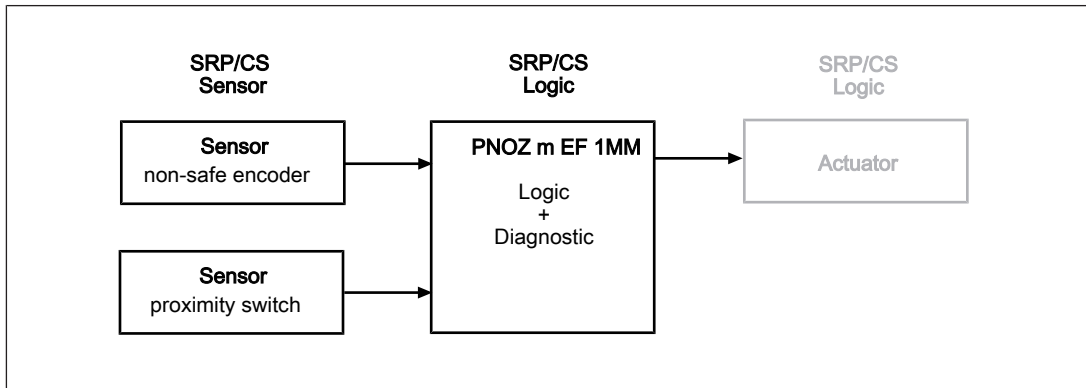 SRP/CS
Sensor
SRP/CS
Logic
SRP/CS
Logic
Sensor
non-safe encoder
PNOZ m EF 1MM
Logic
+
Diagnostic
Actuator
Sensor
proximity switch